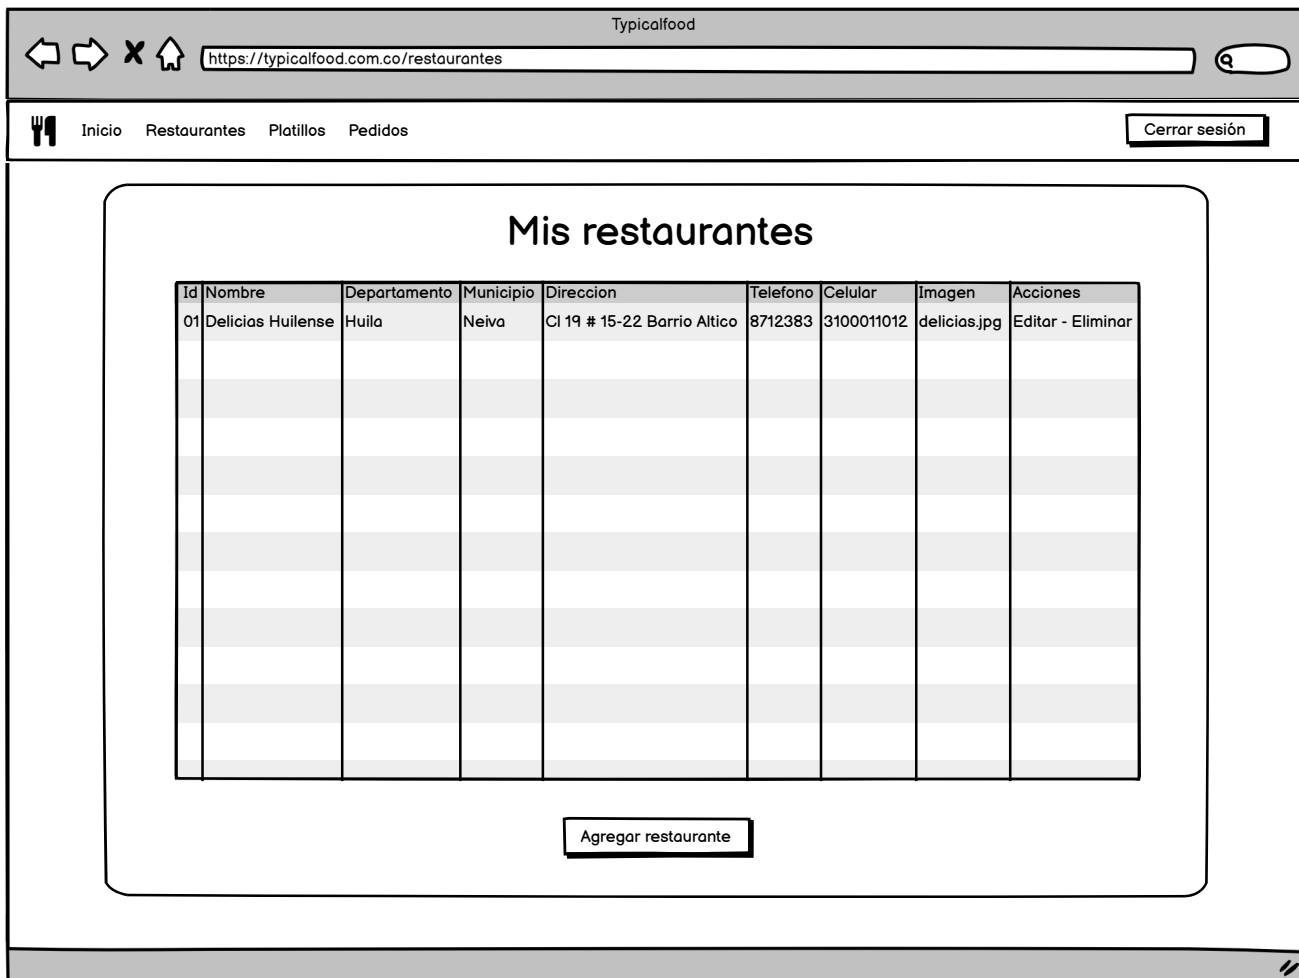 Typicalfood
https://typicalfood.com.co/restaurantes
Inicio Restaurantes Platillos Pedidos Cerrar sesión
Mis restaurantes
Id Nombre Departamento Municipio Direccion Telefono Celular Imagen Acciones
01 Delicias Huilense Huila Neiva Cl 19 # 15-22 Barrio Altico 8712383 3100011012 delicias.jpg Editar - Eliminar
Agregar restaurante